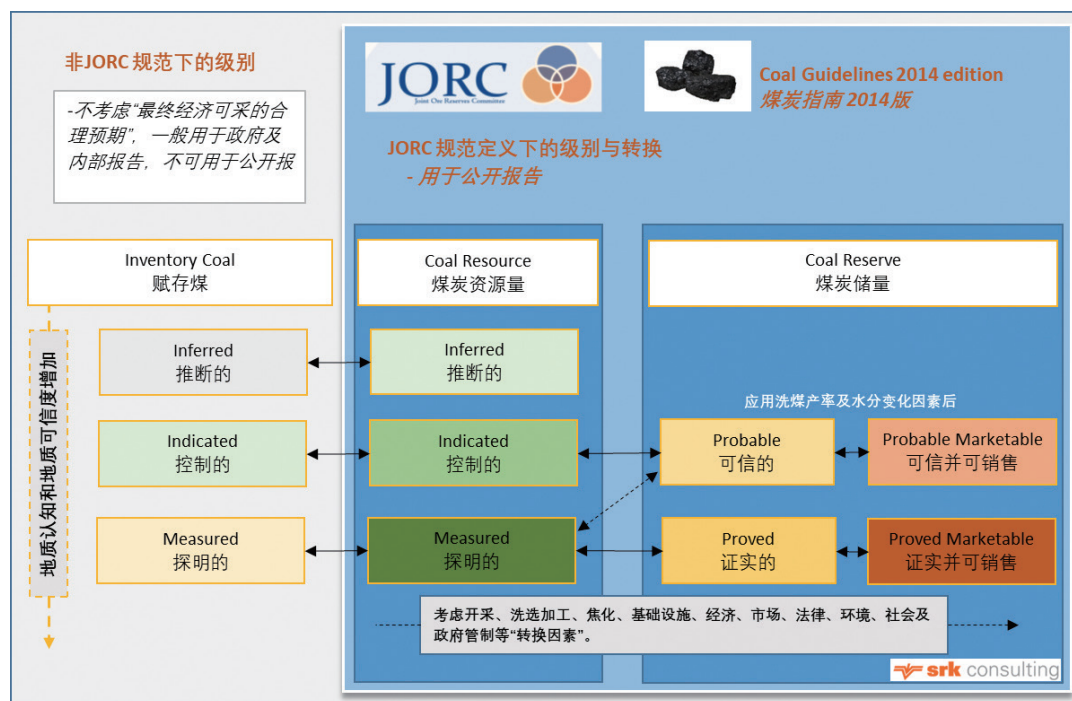 非JORC 规范下的级别
-不考虑“最终经济可采的合
理预期”，一般用于政府及
内部报告，不可用于公开报
JORC
Joint Ore Reserves Committee
Coal Guidelines 2014 edition
煤炭指南 2014版
JORC 规范定义下的级别与转换
- 用于公开报告
Inventory Coal
赋存煤
Coal Resource
煤炭资源量
Coal Reserve
煤炭储量
地质认知和地质可信度增加
Inferred
推断的
Inferred
推断的
应用洗煤产率及水分变化因素后
Indicated
控制的
Indicated
控制的
Probable
可信的
Probable Marketable
可信并可销售
Measured
探明的
Measured
探明的
Proved
证实的
Proved Marketable
证实并可销售
考虑开采、洗选加工、焦化、基础设施、经济、市场、法律、环境、社会及
政府管制等“转换因素”。
srk consulting